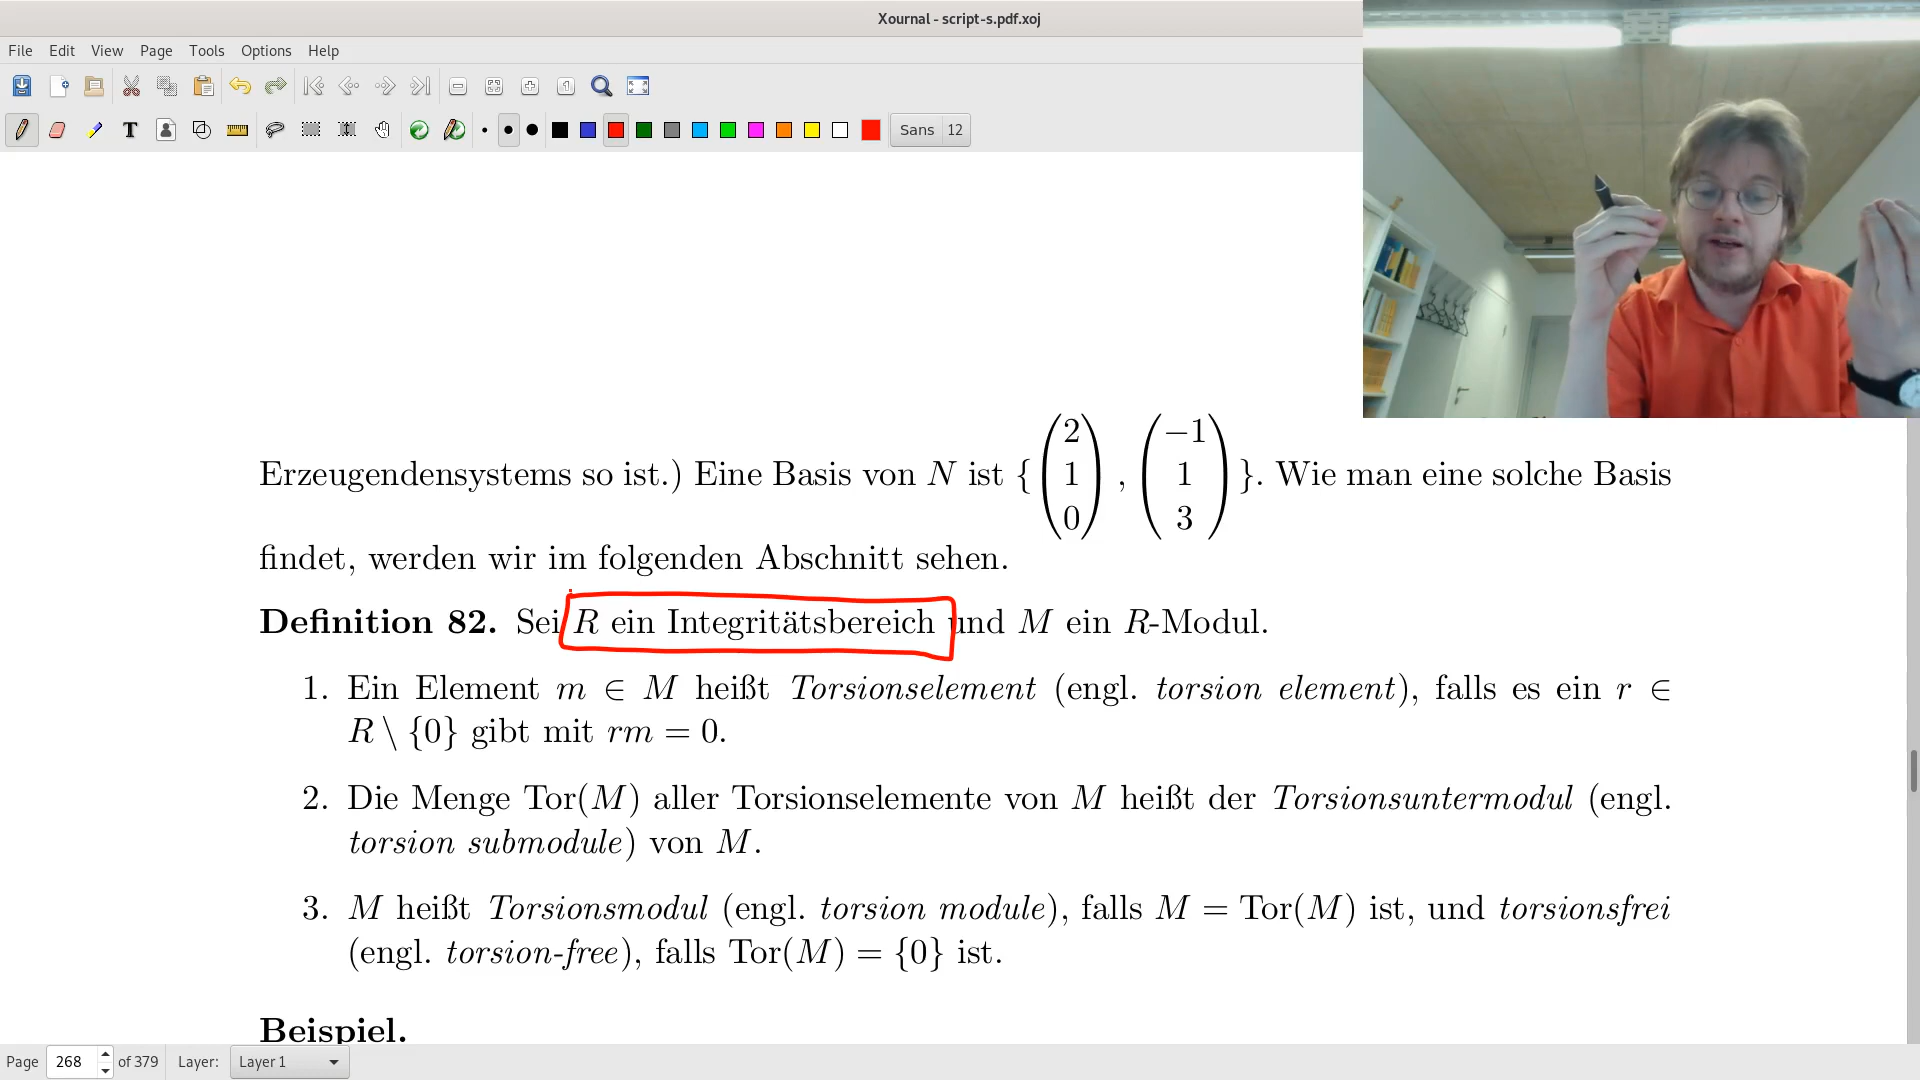 Xournal - script-s.pdf.xoj
File Edit View Page Tools Options Help
Sans 12
Erzeugendensystems so ist.) Eine Basis von N ist { ( 2 1 0 ) , ( −1 1 3 ) }. Wie man eine solche Basis
findet, werden wir im folgenden Abschnitt sehen.
Definition 82. Sei R ein Integritätsbereich und M ein R-Modul.
1. Ein Element m ∈ M heißt Torsionselement (engl. torsion element), falls es ein r ∈
R \ {0} gibt mit rm = 0.
2. Die Menge Tor(M) aller Torsionselemente von M heißt der Torsionsuntermodul (engl.
torsion submodule) von M.
3. M heißt Torsionsmodul (engl. torsion module), falls M = Tor(M) ist, und torsionsfrei
(engl. torsion-free), falls Tor(M) = {0} ist.
Beispiel.
Page 268 of 379 Layer: Layer 1